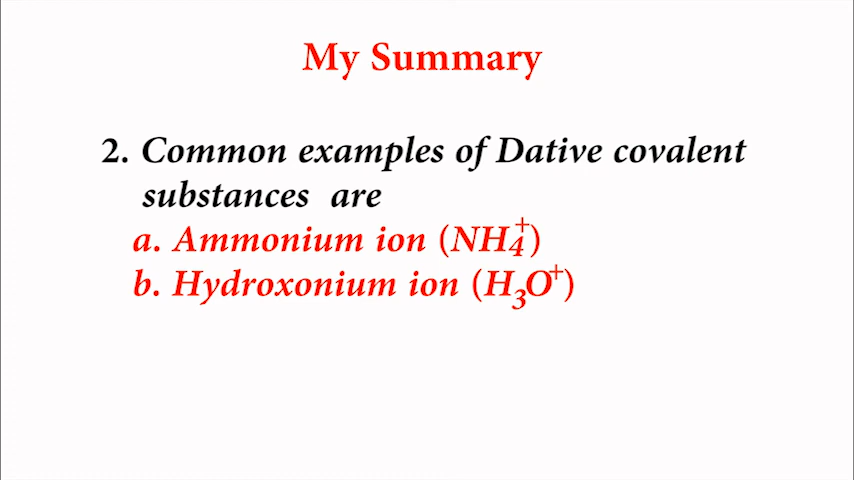 My Summary
2. Common examples of Dative covalent
substances are
a. Ammonium ion (NH₄⁺)
b. Hydroxonium ion (H₃O⁺)